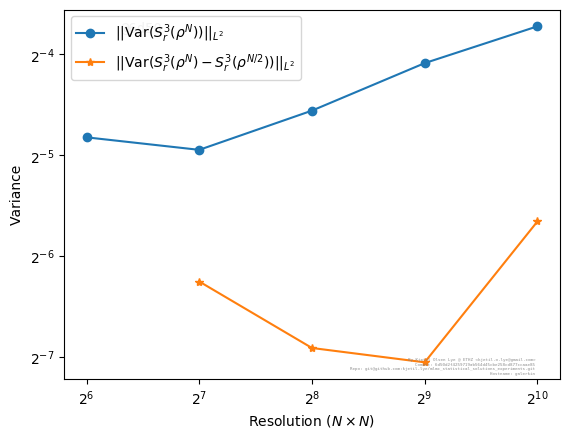 ||Var(S_r^3(ρ^N))||_{L^2}
||Var(S_r^3(ρ^N) − S_r^3(ρ^{N/2}))||_{L^2}
2^{-4}
2^{-5}
2^{-6}
2^{-7}
Variance
2^6 2^7 2^8 2^9 2^10
Resolution (N × N)